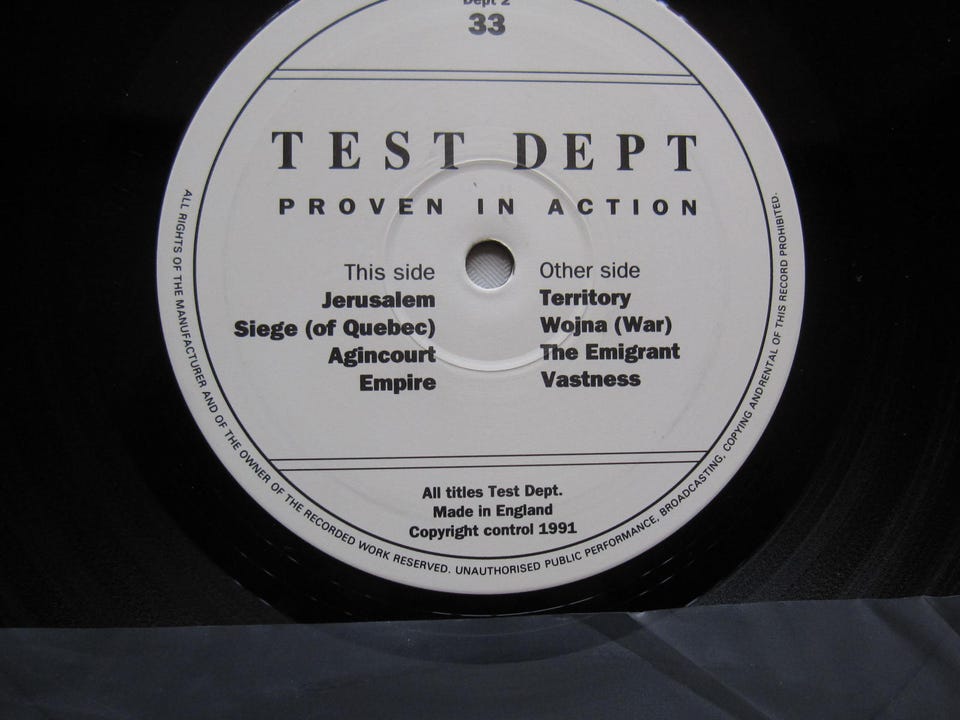 Dept 2
33
TEST DEPT
PROVEN IN ACTION
This side
Jerusalem
Siege (of Quebec)
Agincourt
Empire
Other side
Territory
Wojna (War)
The Emigrant
Vastness
All titles Test Dept.
Made in England
Copyright control 1991
ALL RIGHTS OF THE MANUFACTURER AND OF THE OWNER OF THE RECORDED WORK RESERVED. UNAUTHORISED PUBLIC PERFORMANCE, BROADCASTING, COPYING ANDRENTAL OF THIS RECORD PROHIBITED.